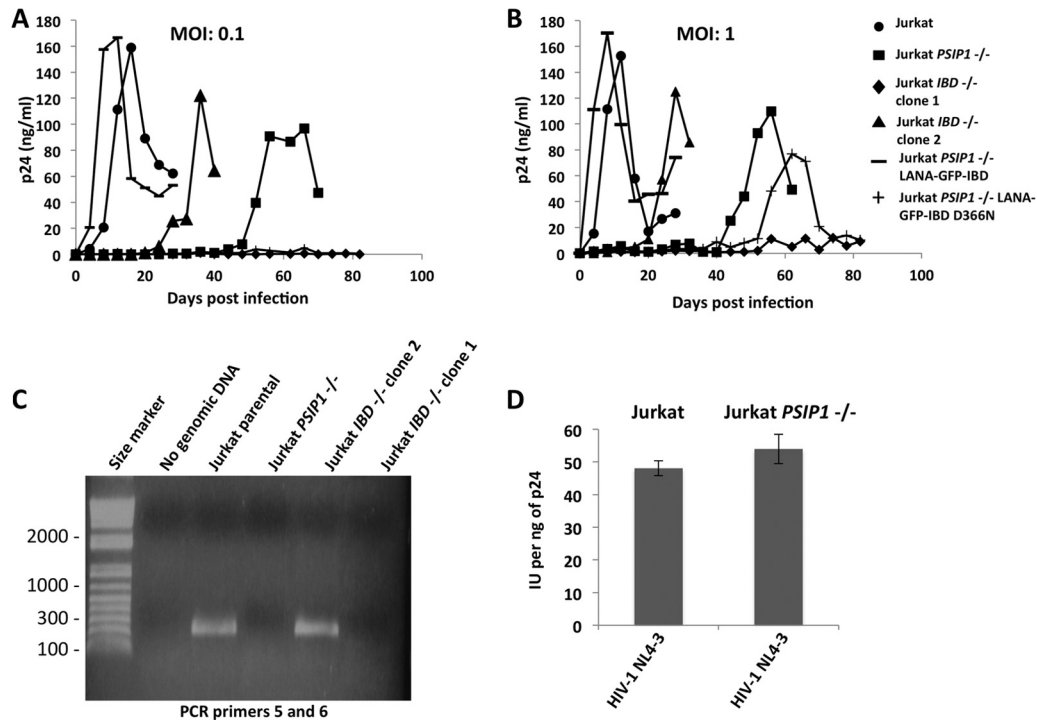 A
MOI: 0.1
p24 (ng/ml)
180
160
140
120
100
80
60
40
20
0
0 20 40 60 80 100
Days post infection
B
MOI: 1
p24 (ng/ml)
180
160
140
120
100
80
60
40
20
0
0 20 40 60 80 100
Days post infection
Jurkat
Jurkat PSIP1 -/-
Jurkat IBD -/-
clone 1
Jurkat IBD -/-
clone 2
Jurkat PSIP1 -/-
LANA-GFP-IBD
Jurkat PSIP1 -/- LANA-
GFP-IBD D366N
C
Size marker
No genomic DNA
Jurkat parental
Jurkat PSIP1 -/-
Jurkat IBD -/- clone 2
Jurkat IBD -/- clone 1
2000 -
1000 -
300 -
100 -
PCR primers 5 and 6
D
Jurkat
Jurkat PSIP1 -/-
IU per ng of p24
60
50
40
30
20
10
0
HIV-1 NL4-3
HIV-1 NL4-3